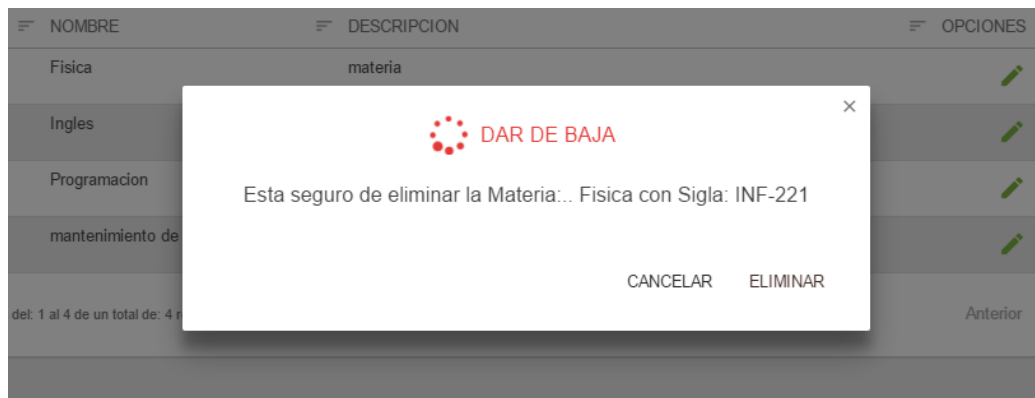 NOMBRE DESCRIPCION OPCIONES
Fisica materia
×
Ingles
DAR DE BAJA
Programacion
Esta seguro de eliminar la Materia:.. Fisica con Sigla: INF-221
mantenimiento de
CANCELAR ELIMINAR
del: 1 al 4 de un total de: 4 r
Anterior